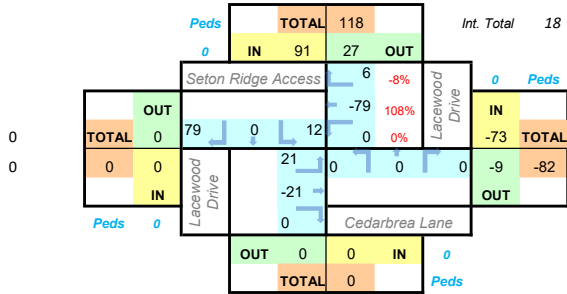 Peds TOTAL 118 Int. Total 18
0 IN 91 27 OUT
Seton Ridge Access 6 -8% Lacewood Drive 0 Peds
OUT -79 108% IN
0 TOTAL 0 79 0 12 0 0% -73 TOTAL
0 0 0 Lacewood Drive 21 0 0 0 -9 -82
IN -21 OUT
Peds 0 0 Cedarbrea Lane
OUT 0 0 IN 0
TOTAL 0 Peds